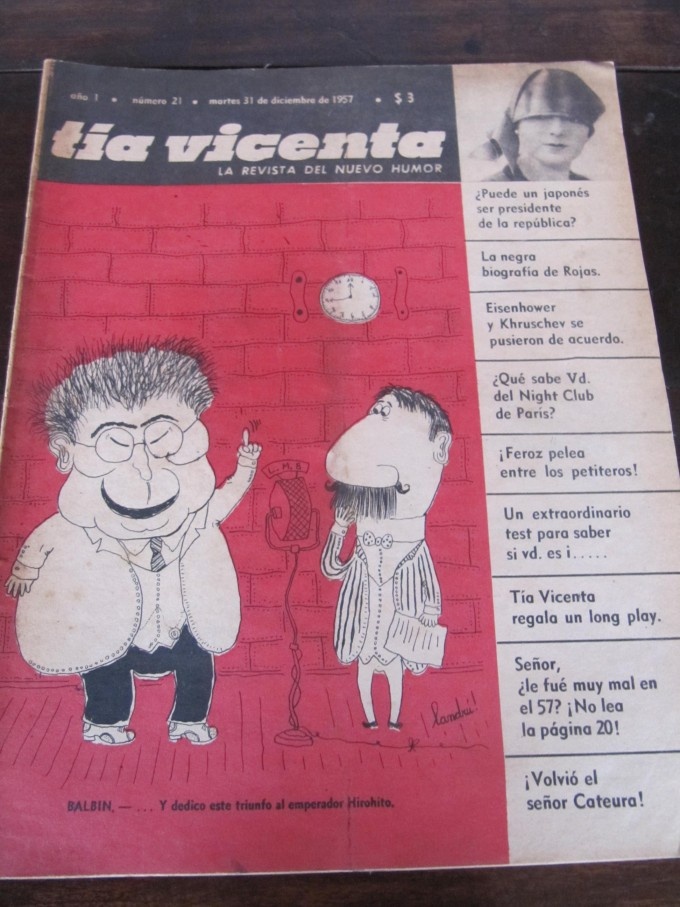 año 1 • número 21 • martes 31 de diciembre de 1957 • $ 3
tía vicenta
LA REVISTA DEL NUEVO HUMOR
¿Puede un japonés
ser presidente
de la república?
La negra
biografía de Rojas.
Eisenhower
y Khruschev se
pusieron de acuerdo.
¿Qué sabe Vd.
del Night Club
de París?
¡Feroz pelea
entre los petiteros!
Un extraordinario
test para saber
si vd. es i.....
Tía Vicenta
regala un long play.
Señor,
¿le fué muy mal en
el 57? ¡No lea
la página 20!
¡Volvió el
señor Cateura!
L.M.B
Landrú!
BALBIN. — ... Y dedico este triunfo al emperador Hirohito.